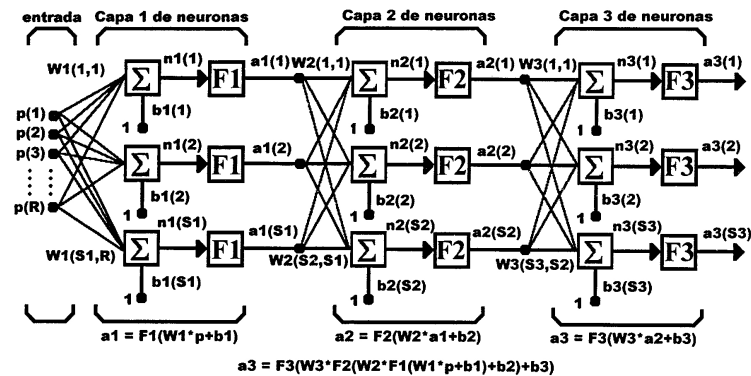 entrada Capa 1 de neuronas Capa 2 de neuronas Capa 3 de neuronas
W1(1,1) n1(1) a1(1) W2(1,1) n2(1) a2(1) W3(1,1) n3(1) a3(1)
Σ F1 Σ F2 Σ F3
p(1) b1(1) b2(1) b3(1)
1 1 1
p(2) n1(2) a1(2) n2(2) a2(2) n3(2) a3(2)
p(3) Σ F1 Σ F2 Σ F3
b1(2) b2(2) b3(2)
p(R) 1 1 1
n1(S1) a1(S1) n2(S2) a2(S2) n3(S3) a3(S3)
W1(S1,R) Σ F1 W2(S2,S1) Σ F2 W3(S3,S2) Σ F3
b1(S1) b2(S2) b3(S3)
1 1 1
a1 = F1(W1*p+b1) a2 = F2(W2*a1+b2) a3 = F3(W3*a2+b3)
a3 = F3(W3*F2(W2*F1(W1*p+b1)+b2)+b3)